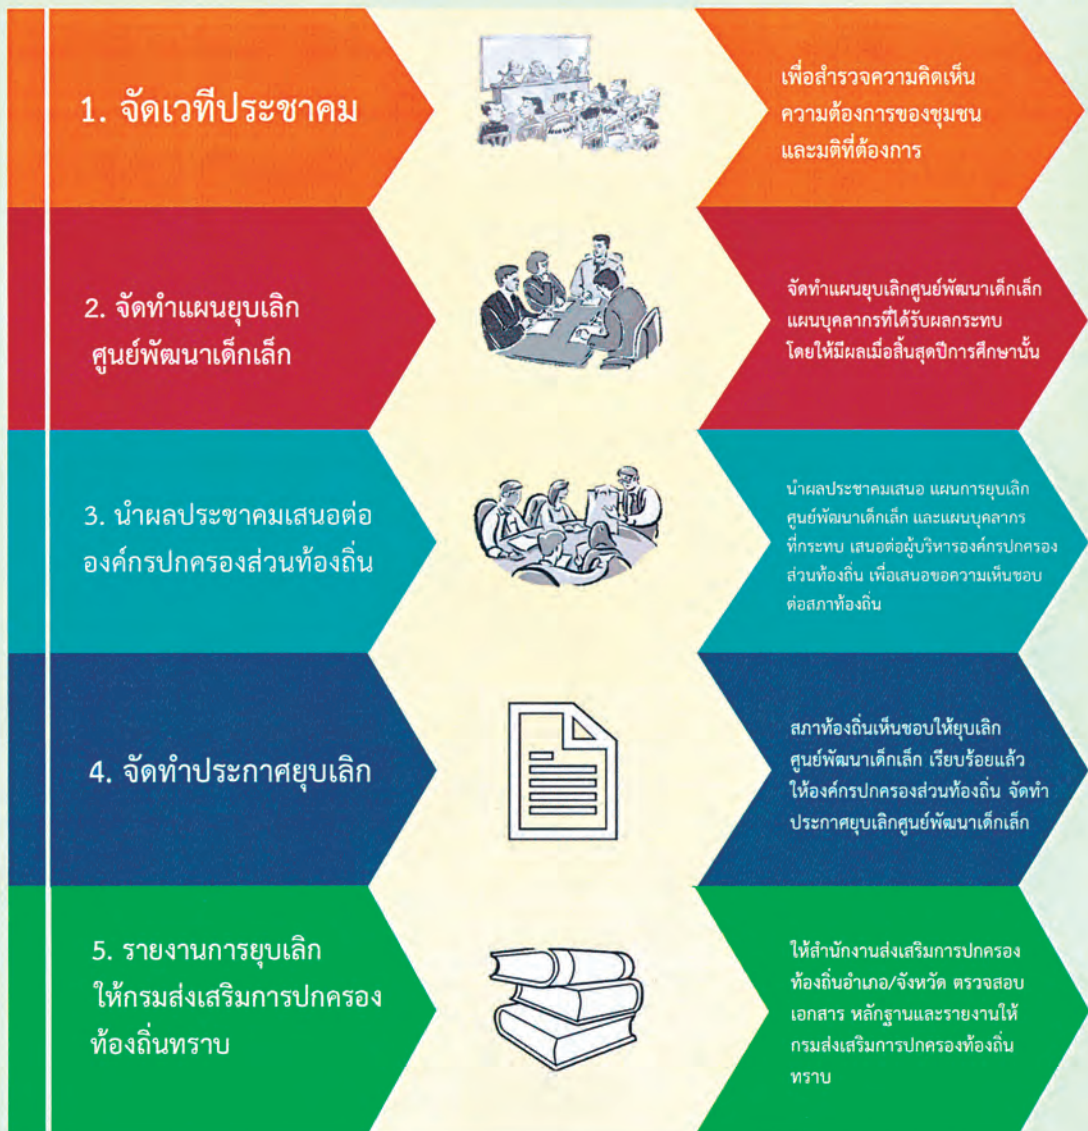 1. จัดเวทีประชาคม
เพื่อสำรวจความคิดเห็น
ความต้องการของชุมชน
และมติที่ต้องการ
2. จัดทำแผนยุบเลิก
ศูนย์พัฒนาเด็กเล็ก
จัดทำแผนยุบเลิกศูนย์พัฒนาเด็กเล็ก
แผนบุคลากรที่ได้รับผลกระทบ
โดยให้มีผลเมื่อสิ้นสุดปีการศึกษานั้น
3. นำผลประชาคมเสนอต่อ
องค์กรปกครองส่วนท้องถิ่น
นำผลประชาคมเสนอ แผนการยุบเลิก
ศูนย์พัฒนาเด็กเล็ก และแผนบุคลากร
ที่กระทบ เสนอต่อผู้บริหารองค์กรปกครอง
ส่วนท้องถิ่น เพื่อเสนอขอความเห็นชอบ
ต่อสภาท้องถิ่น
4. จัดทำประกาศยุบเลิก
สภาท้องถิ่นเห็นชอบให้ยุบเลิก
ศูนย์พัฒนาเด็กเล็ก เรียบร้อยแล้ว
ให้องค์กรปกครองส่วนท้องถิ่น จัดทำ
ประกาศยุบเลิกศูนย์พัฒนาเด็กเล็ก
5. รายงานการยุบเลิก
ให้กรมส่งเสริมการปกครอง
ท้องถิ่นทราบ
ให้สำนักงานส่งเสริมการปกครอง
ท้องถิ่นอำเภอ/จังหวัด ตรวจสอบ
เอกสาร หลักฐานและรายงานให้
กรมส่งเสริมการปกครองท้องถิ่น
ทราบ